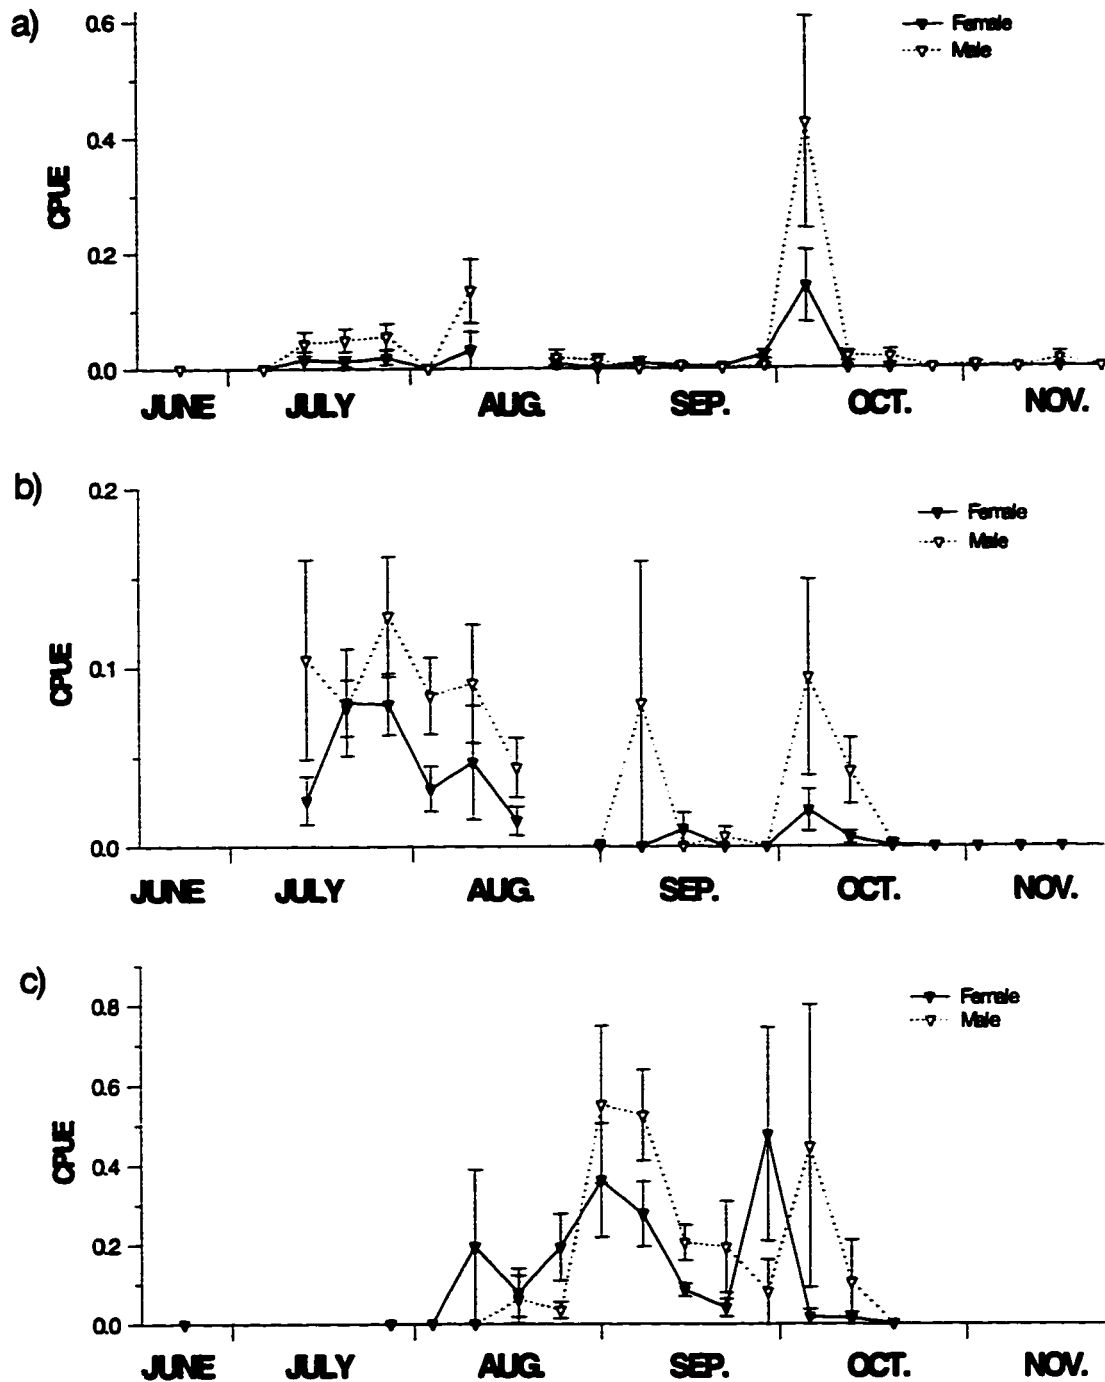 a)
0.6
0.4
0.2
0.0
CPUE
Female
Male
JUNE JULY AUG. SEP. OCT. NOV.
b)
0.2
0.1
0.0
CPUE
Female
Male
JUNE JULY AUG. SEP. OCT. NOV.
c)
0.8
0.6
0.4
0.2
0.0
CPUE
Female
Male
JUNE JULY AUG. SEP. OCT. NOV.